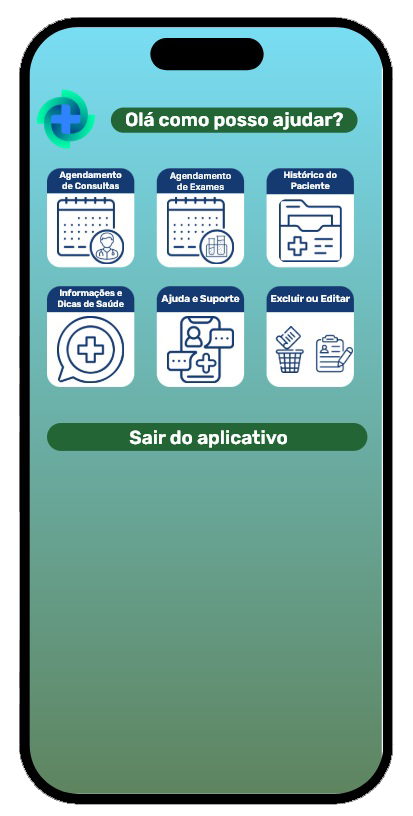 Olá como posso ajudar?
Agendamento
de Consultas
Agendamento
de Exames
Histórico do
Paciente
Informações e
Dicas de Saúde
Ajuda e Suporte
Excluir ou Editar
Sair do aplicativo